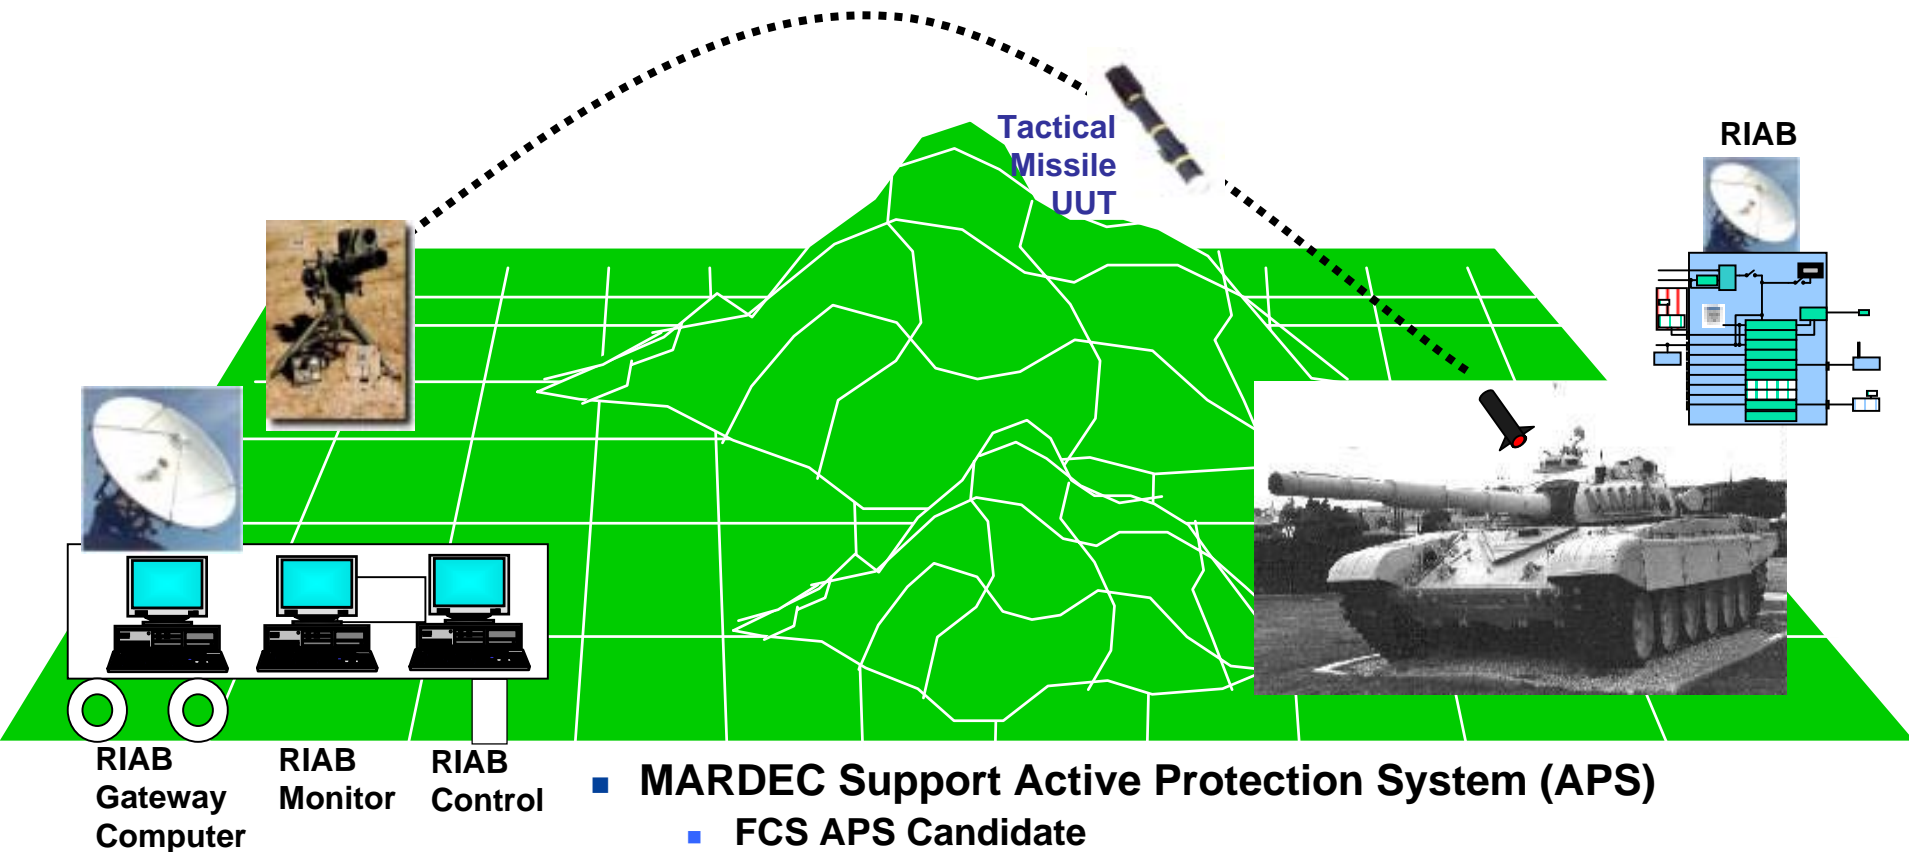 Tactical
Missile
UUT
RIAB
RIAB
Gateway
Computer
RIAB
Monitor
RIAB
Control
MARDEC Support Active Protection System (APS)
FCS APS Candidate